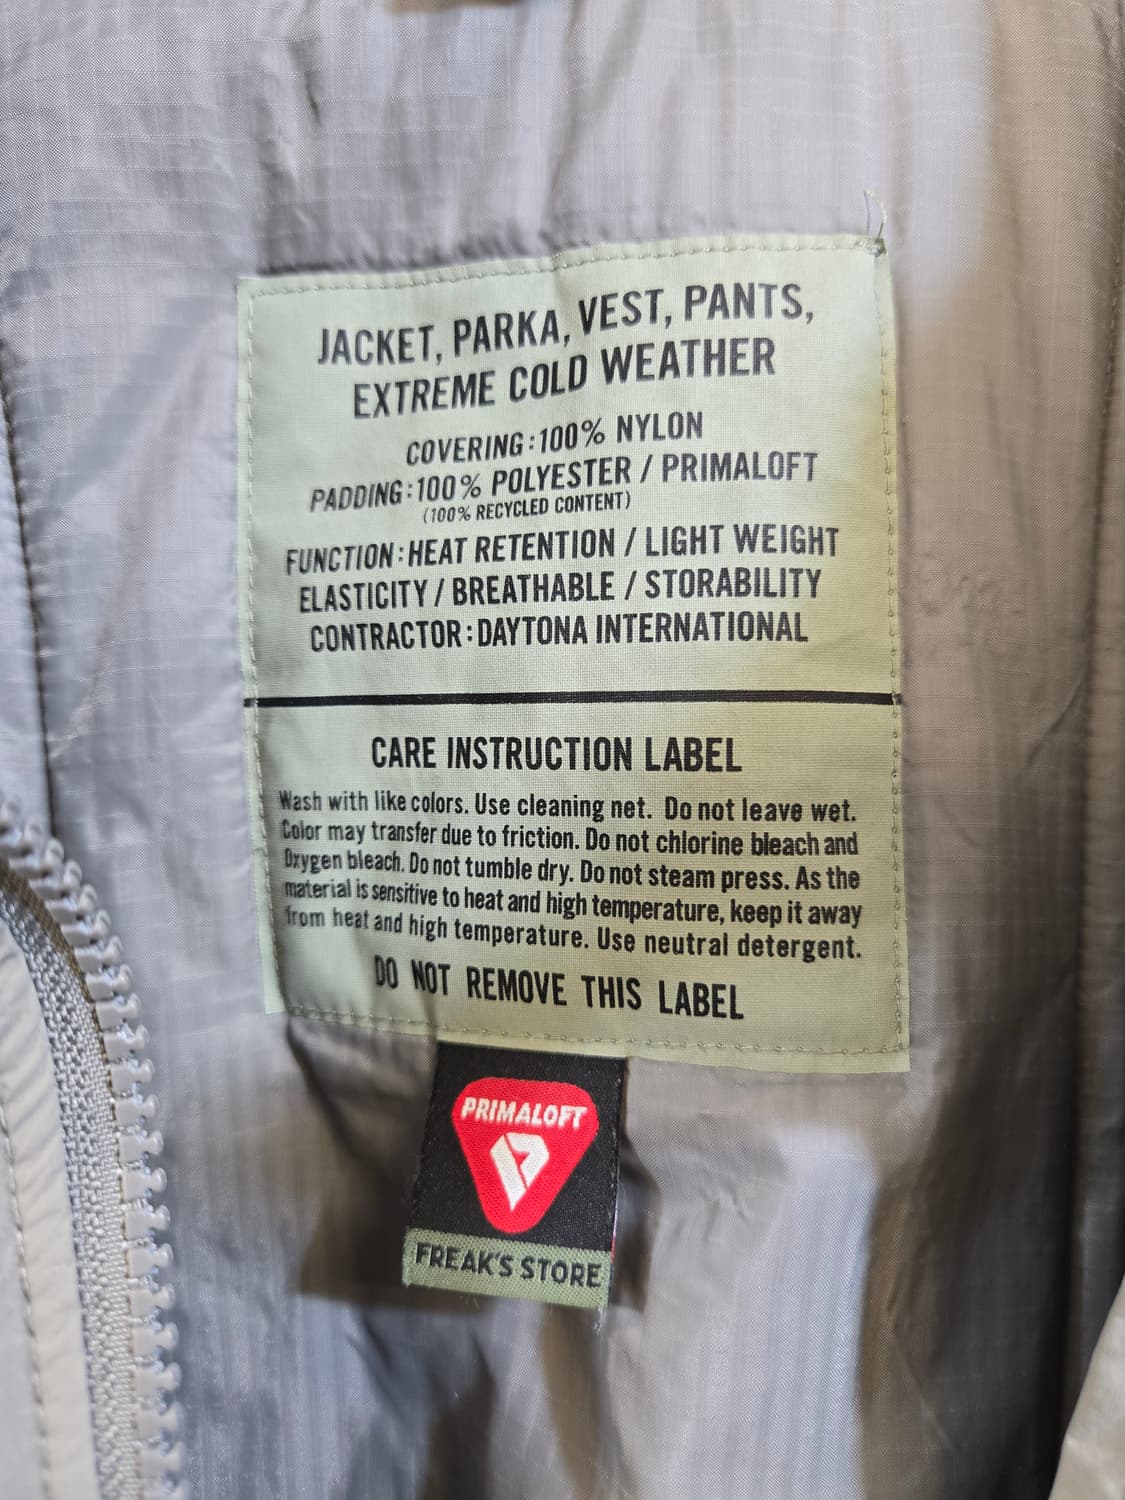 JACKET, PARKA, VEST, PANTS,
EXTREME COLD WEATHER
COVERING:100% NYLON
PADDING:100% POLYESTER / PRIMALOFT
(100% RECYCLED CONTENT)
FUNCTION:HEAT RETENTION / LIGHT WEIGHT
ELASTICITY / BREATHABLE / STORABILITY
CONTRACTOR:DAYTONA INTERNATIONAL
CARE INSTRUCTION LABEL
Wash with like colors. Use cleaning net. Do not leave wet.
Color may transfer due to friction. Do not chlorine bleach and
Oxygen bleach. Do not tumble dry. Do not steam press. As the
material is sensitive to heat and high temperature, keep it away
from heat and high temperature. Use neutral detergent.
DO NOT REMOVE THIS LABEL
PRIMALOFT
FREAK'S STORE